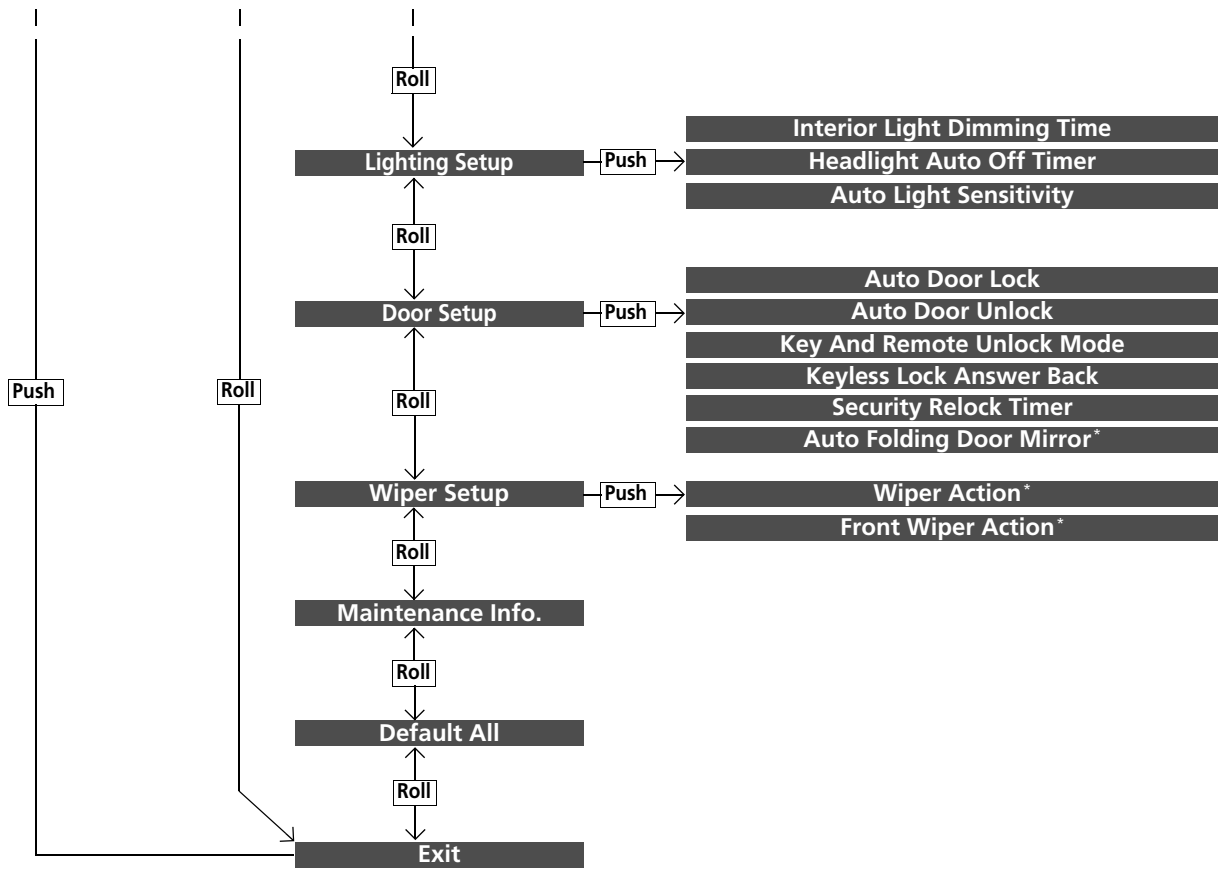 Roll
Interior Light Dimming Time
Lighting Setup Push Headlight Auto Off Timer
Auto Light Sensitivity
Roll
Auto Door Lock
Door Setup Push Auto Door Unlock
Key And Remote Unlock Mode
Keyless Lock Answer Back
Push Roll Roll
Security Relock Timer
Auto Folding Door Mirror*
Wiper Setup Push Wiper Action*
Front Wiper Action*
Roll
Maintenance Info.
Roll
Default All
Roll
Exit